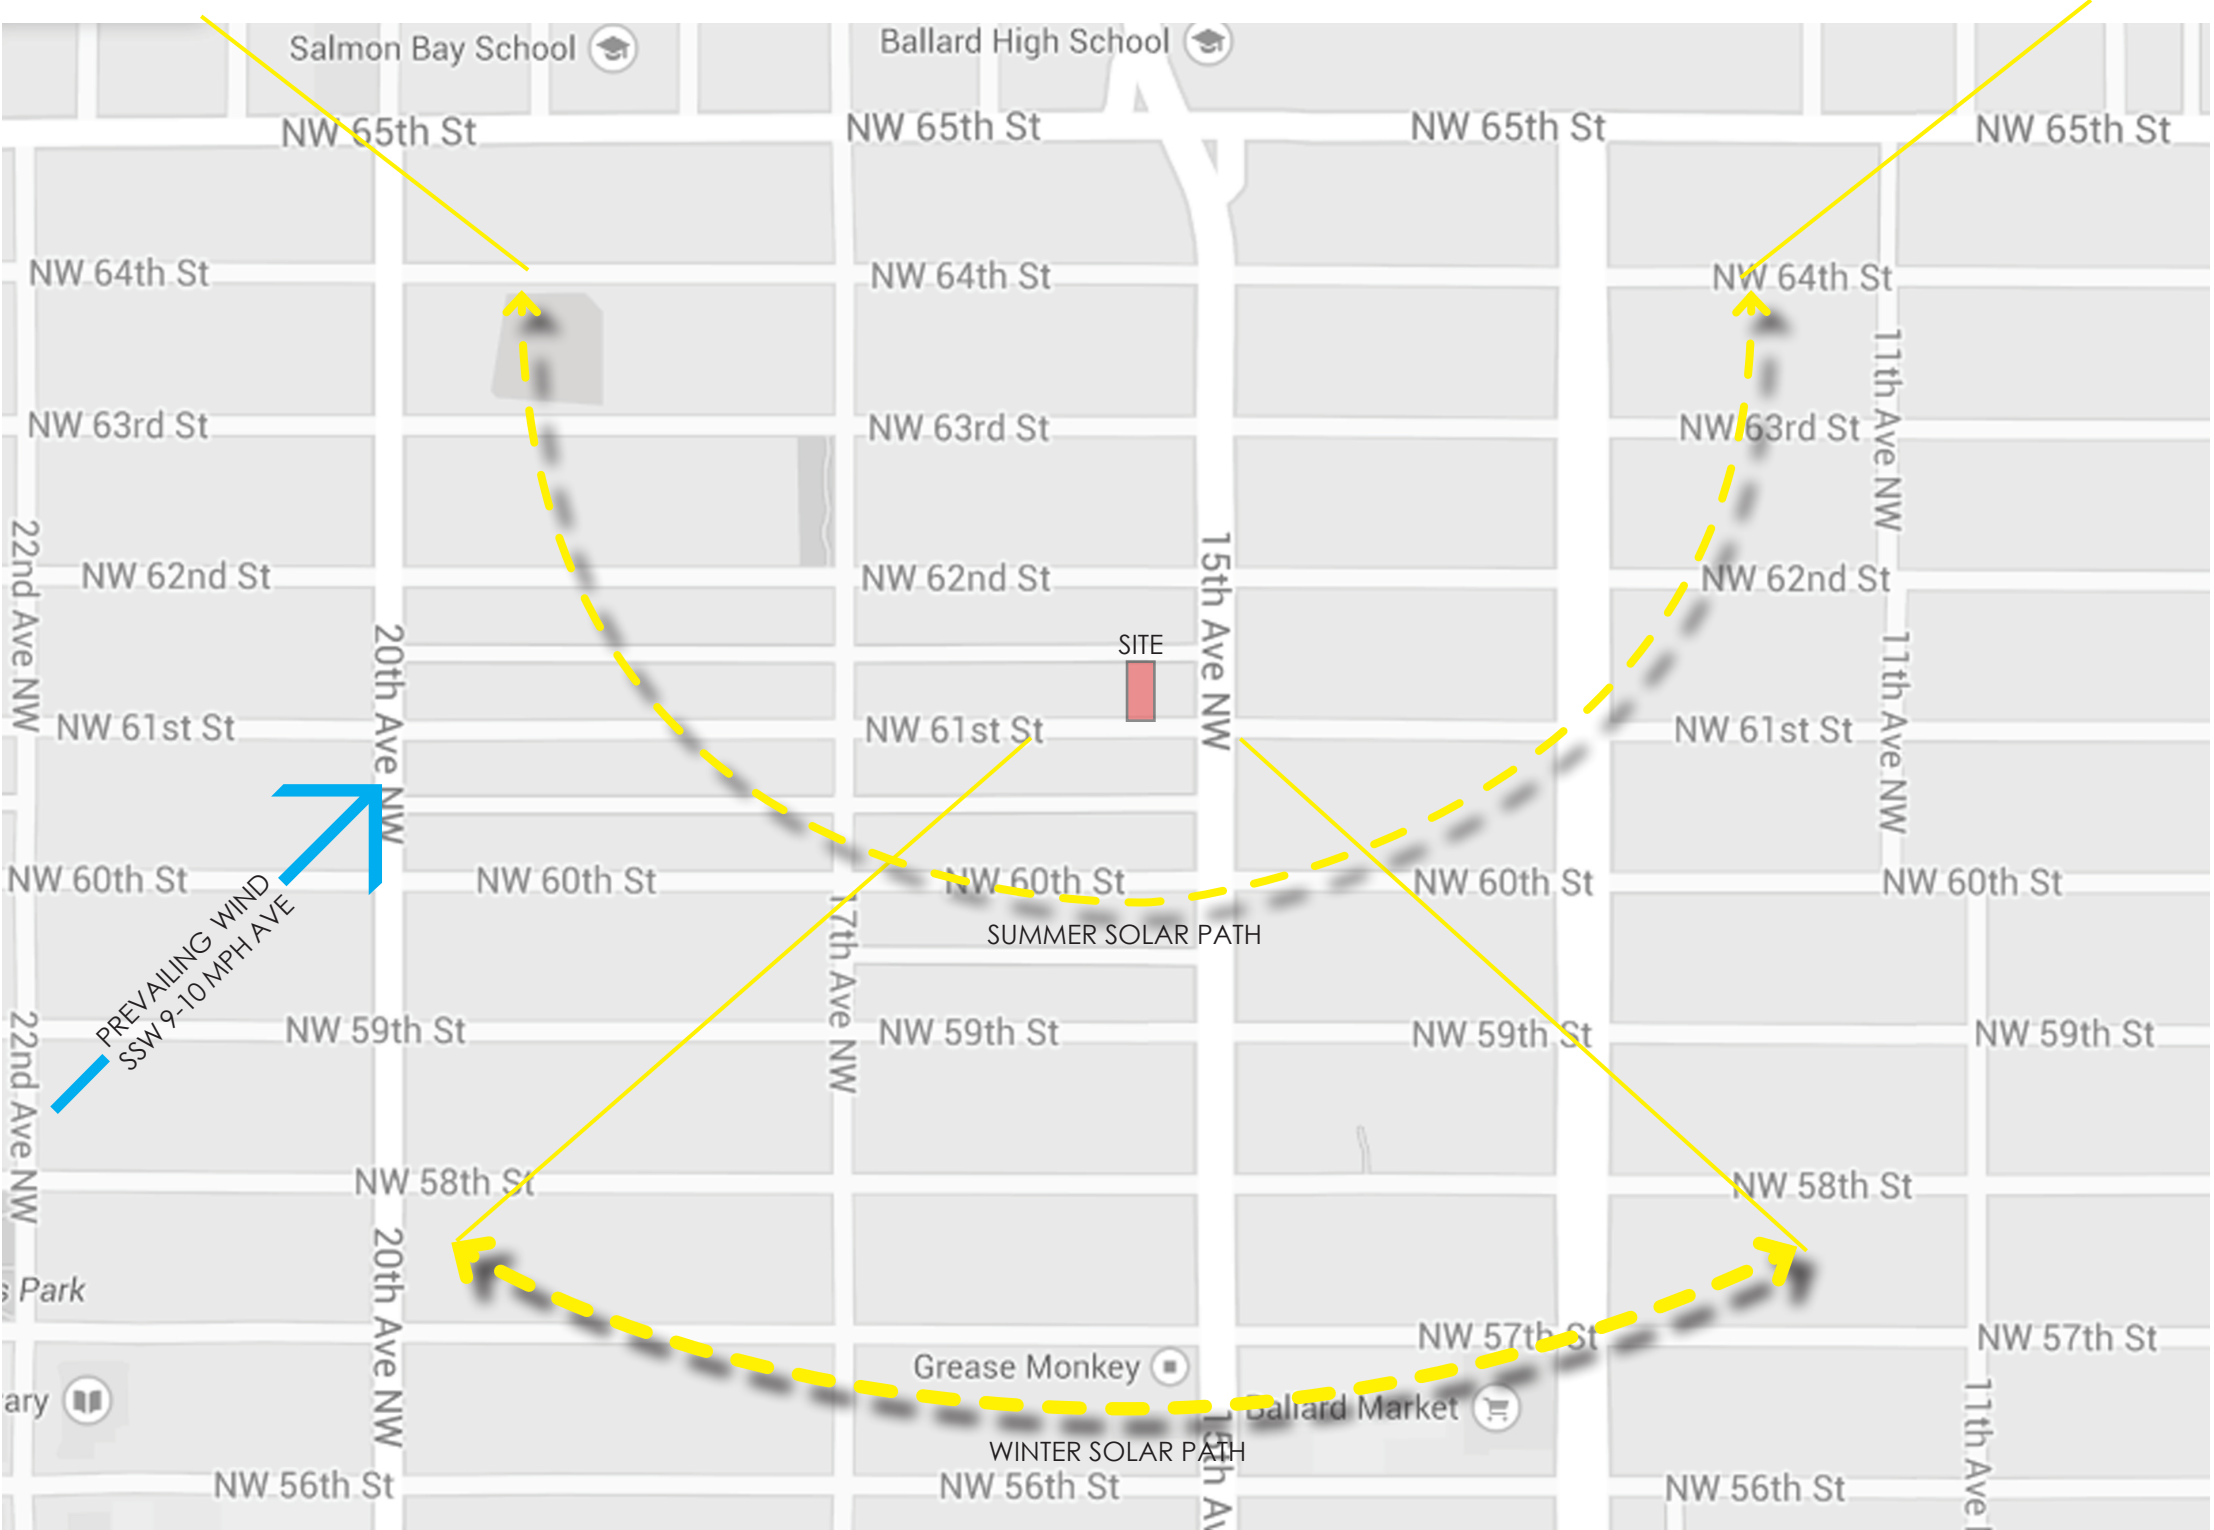 Salmon Bay School
Ballard High School
NW 65th St
NW 65th St
NW 65th St
NW 65th St
NW 64th St
NW 64th St
NW 64th St
11th Ave NW
NW 63rd St
NW 63rd St
NW 63rd St
22nd Ave NW
NW 62nd St
NW 62nd St
15th Ave NW
NW 62nd St
20th Ave NW
SITE
11th Ave NW
NW 61st St
NW 61st St
NW 61st St
NW 60th St
NW 60th St
NW 60th St
NW 60th St
NW 60th St
PREVAILING WIND
SSW 9-10 MPH AVE
17th Ave NW
SUMMER SOLAR PATH
22nd Ave NW
NW 59th St
NW 59th St
NW 59th St
NW 59th St
NW 58th St
NW 58th St
20th Ave NW
s Park
NW 57th St
NW 57th St
Grease Monkey
ary
Ballard Market
11th Ave
15th Av
WINTER SOLAR PATH
NW 56th St
NW 56th St
NW 56th St